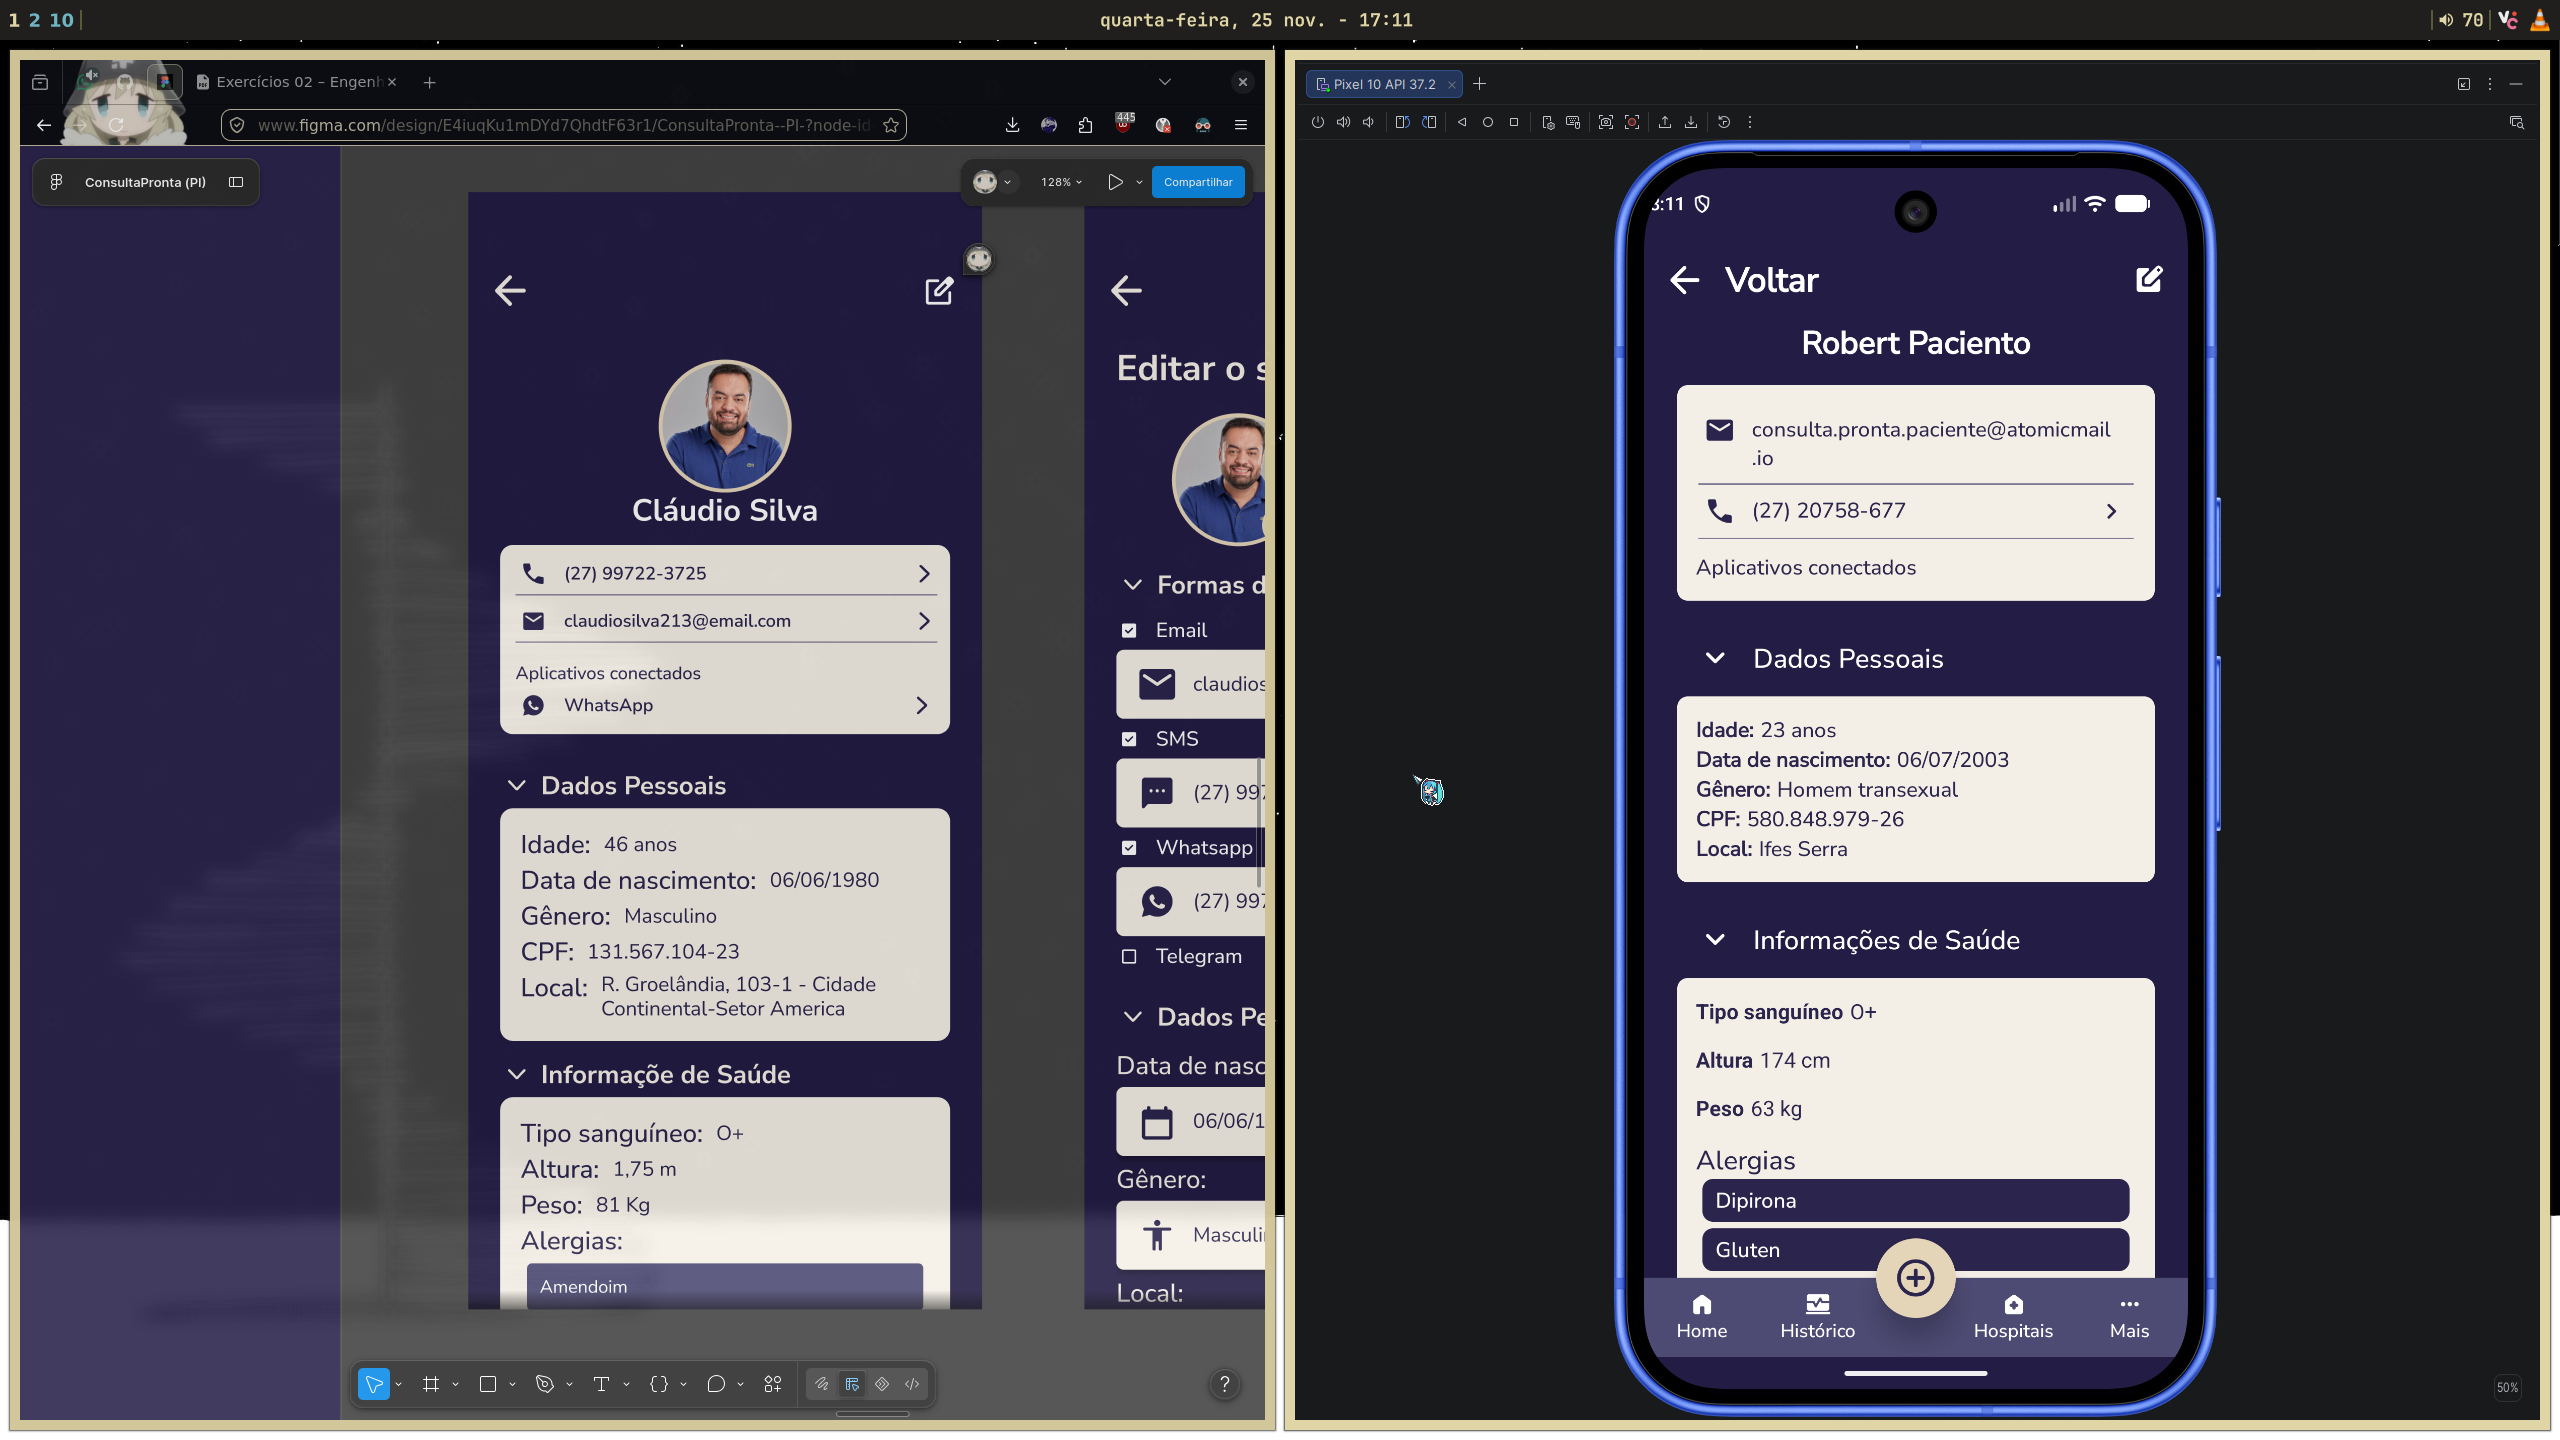 1 2 10
quarta-feira, 25 nov. - 17:11
70
Exercícios 02 – Engenh
www.figma.com/design/E4iuqKu1mDYd7QhdtF63r1/ConsultaPronta--PI-?node-id
445
ConsultaPronta (PI)
128%
Compartilhar
Cláudio Silva
(27) 99722-3725
claudiosilva213@email.com
Aplicativos conectados
WhatsApp
Dados Pessoais
Idade: 46 anos
Data de nascimento: 06/06/1980
Gênero: Masculino
CPF: 131.567.104-23
Local: R. Groelândia, 103-1 - Cidade
Continental-Setor America
Informaçõe de Saúde
Tipo sanguíneo: O+
Altura: 1,75 m
Peso: 81 Kg
Alergias:
Amendoim
Editar o s
Formas d
Email
claudios
SMS
(27) 997
Whatsapp
(27) 997
Telegram
Dados Pe
Data de nasc
06/06/1
Gênero:
Masculi
Local:
?
Pixel 10 API 37.2
:11
Voltar
Robert Paciento
consulta.pronta.paciente@atomicmail
.io
(27) 20758-677
Aplicativos conectados
Dados Pessoais
Idade: 23 anos
Data de nascimento: 06/07/2003
Gênero: Homem transexual
CPF: 580.848.979-26
Local: Ifes Serra
Informações de Saúde
Tipo sanguíneo O+
Altura 174 cm
Peso 63 kg
Alergias
Dipirona
Gluten
Home
Histórico
Hospitais
Mais
50%